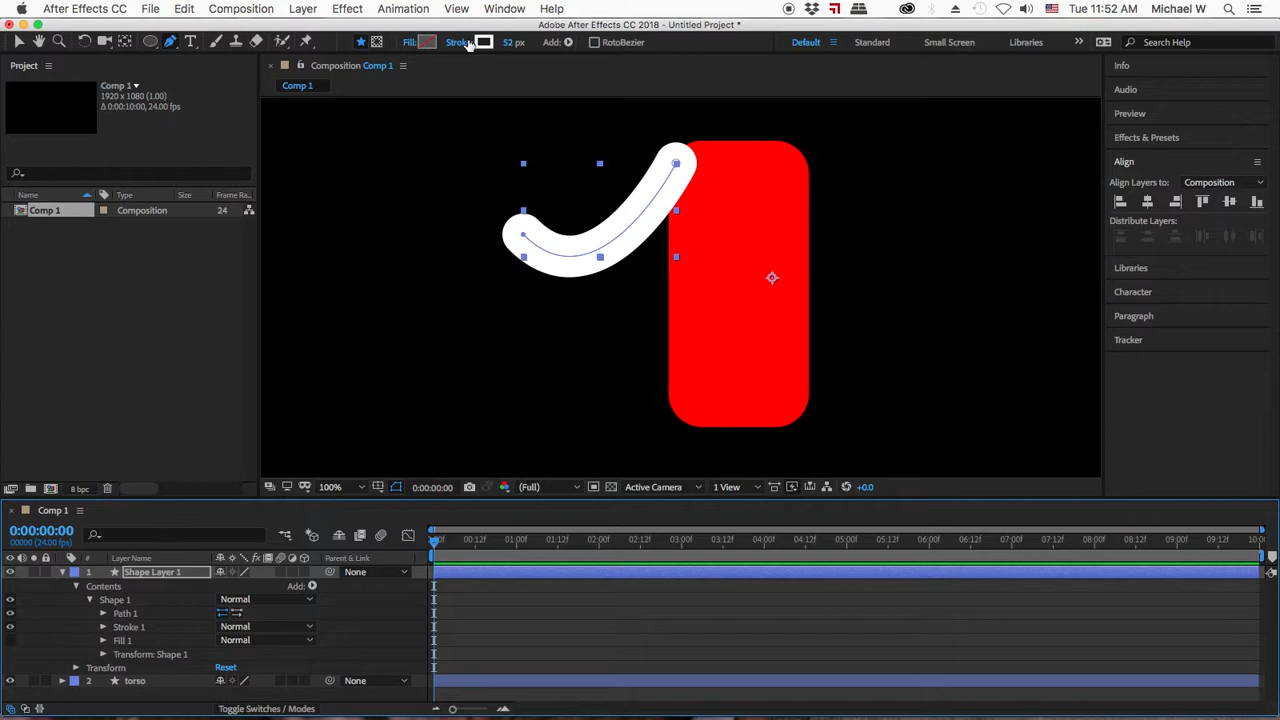 After Effects CC File Edit Composition Layer Effect Animation View Window Help Tue 11:52 AM Michael W
Adobe After Effects CC 2018 - Untitled Project *
Fill: Stroke: 52 px Add: RotoBezier Default Standard Small Screen Libraries Search Help
Project
Composition Comp 1
Info
Comp 1
1920 x 1080 (1.00)
Δ 0:00:10:00, 24.00 fps
Comp 1
Audio
Preview
Effects & Presets
Align
Align Layers to: Composition
Name Type Size Frame Ra..
Comp 1 Composition 24
Distribute Layers:
Libraries
Character
Paragraph
Tracker
8 bpc
100% 0:00:00:00 (Full) Active Camera 1 View +0.0
Comp 1
0:00:00:00
00000 (24.00 fps)
00:12f 01:00f 01:12f 02:00f 02:12f 03:00f 03:12f 04:00f 04:12f 05:00f 05:12f 06:00f 06:12f 07:00f 07:12f 08:00f 08:12f 09:00f 09:12f
# Layer Name Parent & Link
1 Shape Layer 1 None
Contents Add:
Shape 1 Normal
Path 1
Stroke 1 Normal
Fill 1 Normal
Transform: Shape 1
Transform Reset
2 torso None
Toggle Switches / Modes